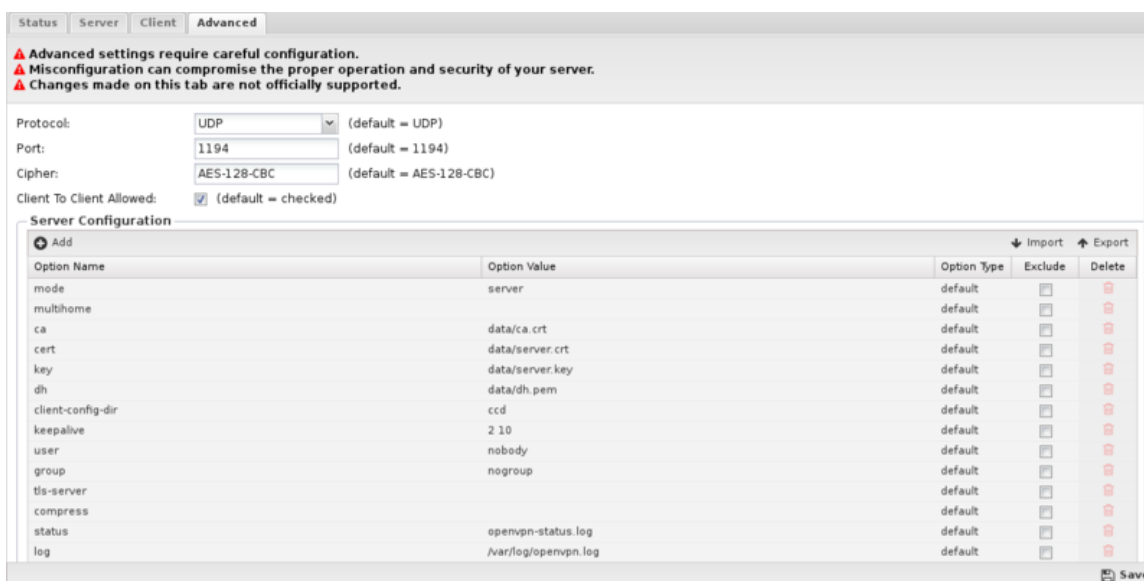 Status Server Client Advanced
Advanced settings require careful configuration.
Misconfiguration can compromise the proper operation and security of your server.
Changes made on this tab are not officially supported.
Protocol: UDP (default = UDP)
Port: 1194 (default = 1194)
Cipher: AES-128-CBC (default = AES-128-CBC)
Client To Client Allowed: (default = checked)
Server Configuration
Add Import Export
Option Name Option Value Option Type Exclude Delete
mode server default
multihome default
ca data/ca.crt default
cert data/server.crt default
key data/server.key default
dh data/dh.pem default
client-config-dir ccd default
keepalive 2 10 default
user nobody default
group nogroup default
tls-server default
compress default
status openvpn-status.log default
log /var/log/openvpn.log default
Save